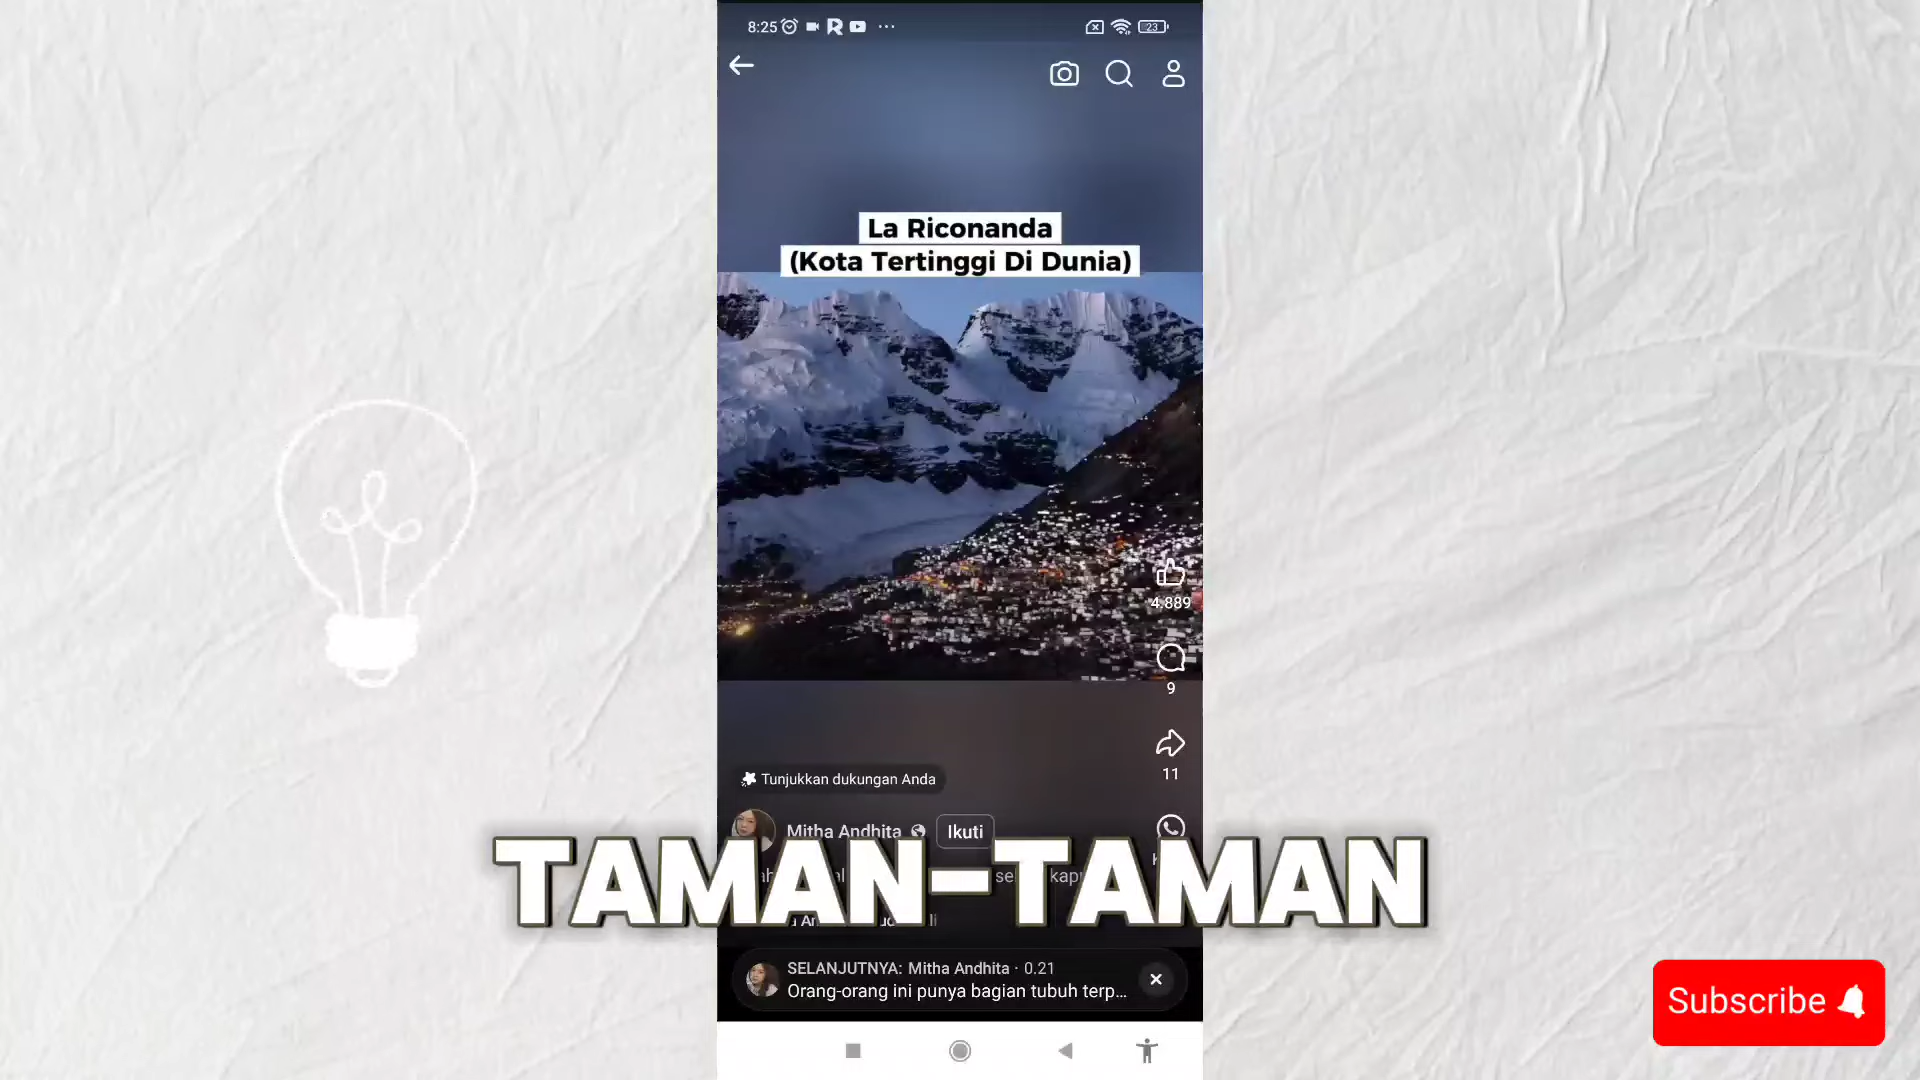 8:25
23
La Riconanda
(Kota Tertinggi Di Dunia)
4.889
9
11
Tunjukkan dukungan Anda
Mitha Andhita
Ikuti
TAMAN-TAMAN
SELANJUTNYA: Mitha Andhita · 0.21
Orang-orang ini punya bagian tubuh terp...
Subscribe